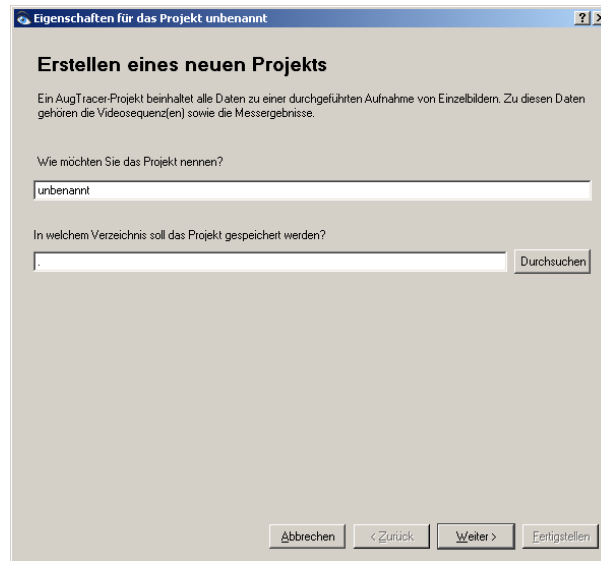 Eigenschaften für das Projekt unbenannt
Erstellen eines neuen Projekts
Ein AugTracer-Projekt beinhaltet alle Daten zu einer durchgeführten Aufnahme von Einzelbildern. Zu diesen Daten
gehören die Videosequenz(en) sowie die Messergebnisse.
Wie möchten Sie das Projekt nennen?
unbenannt
In welchem Verzeichnis soll das Projekt gespeichert werden?
. Durchsuchen
Abbrechen < Zurück Weiter > Fertigstellen